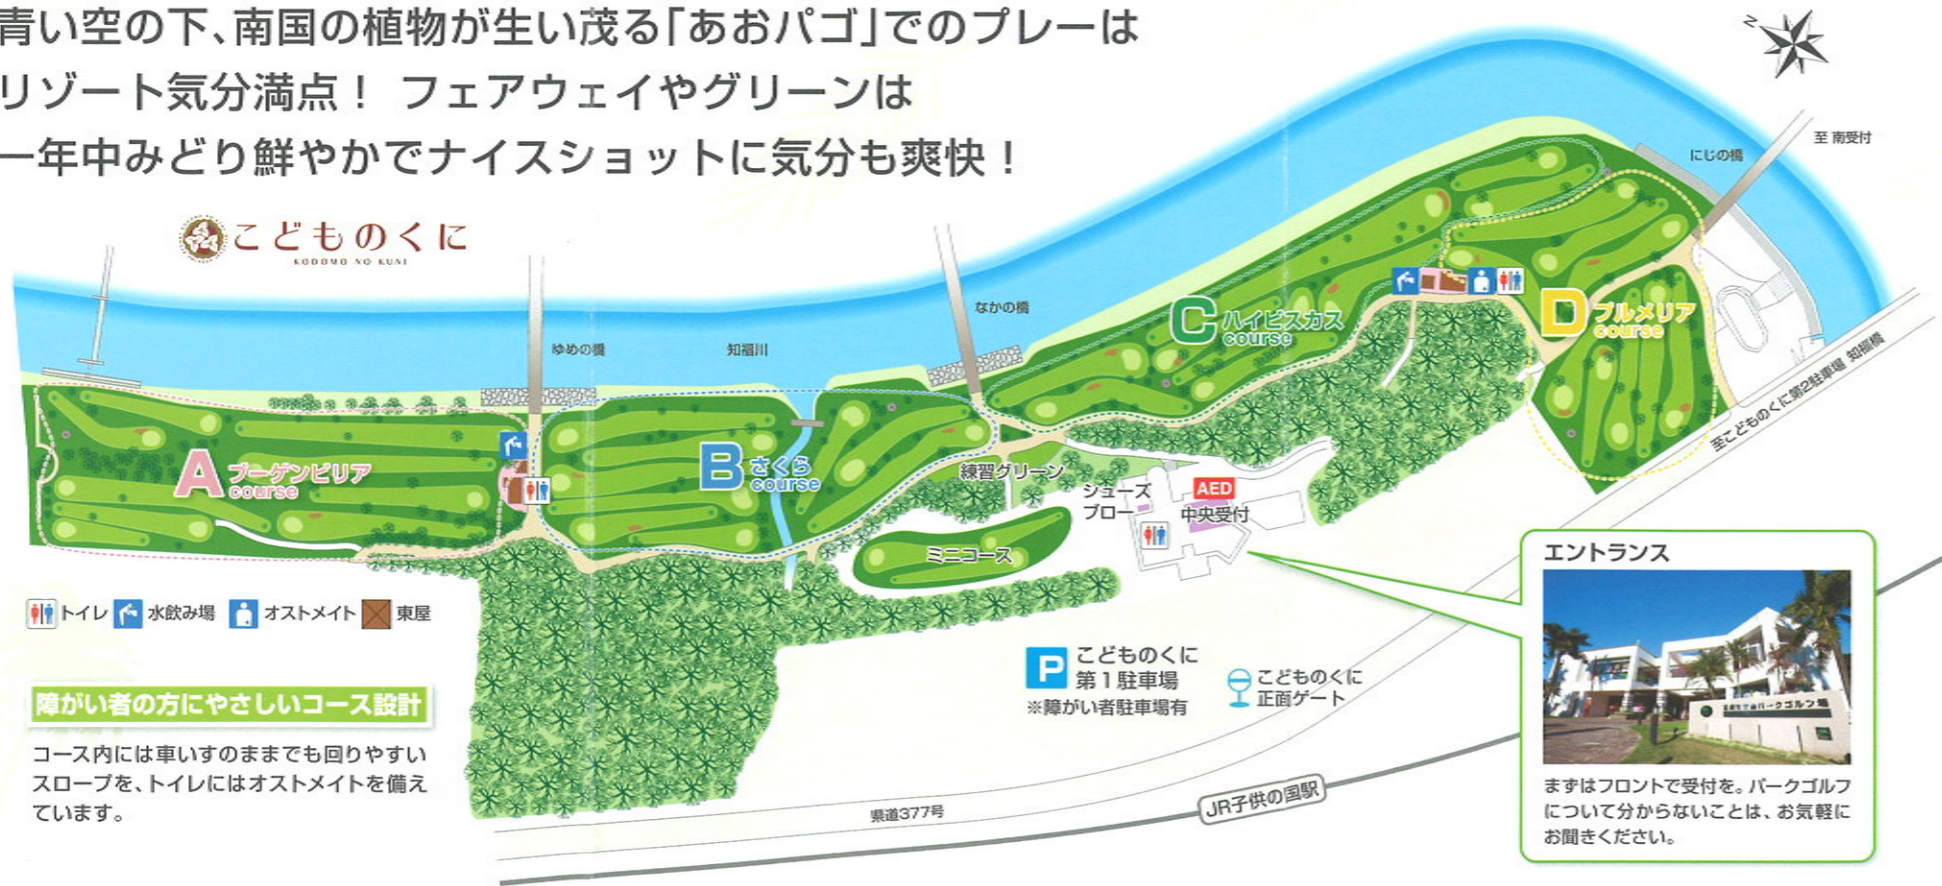 青い空の下、南国の植物が生い茂る「あおパゴ」でのプレーは
リゾート気分満点！ フェアウェイやグリーンは
一年中みどり鮮やかでナイスショットに気分も爽快！
こどものくに
KODOMO NO KUNI
N
至 南受付
にじの橋
なかの橋
ゆめの橋
知福川
C ハイビスカス
course
D プルメリア
course
至こどものくに第2駐車場 知福橋
A ブーゲンビリア
course
B さくら
course
練習グリーン
シューズ
ブロー
AED
中央受付
ミニコース
トイレ 水飲み場 オストメイト 東屋
障がい者の方にやさしいコース設計
コース内には車いすのままでも回りやすい
スロープを、トイレにはオストメイトを備え
ています。
P こどものくに
第1駐車場
※障がい者駐車場有
こどものくに
正面ゲート
県道377号
JR子供の国駅
エントランス
パークゴルフ場
まずはフロントで受付を。パークゴルフ
について分からないことは、お気軽に
お聞きください。